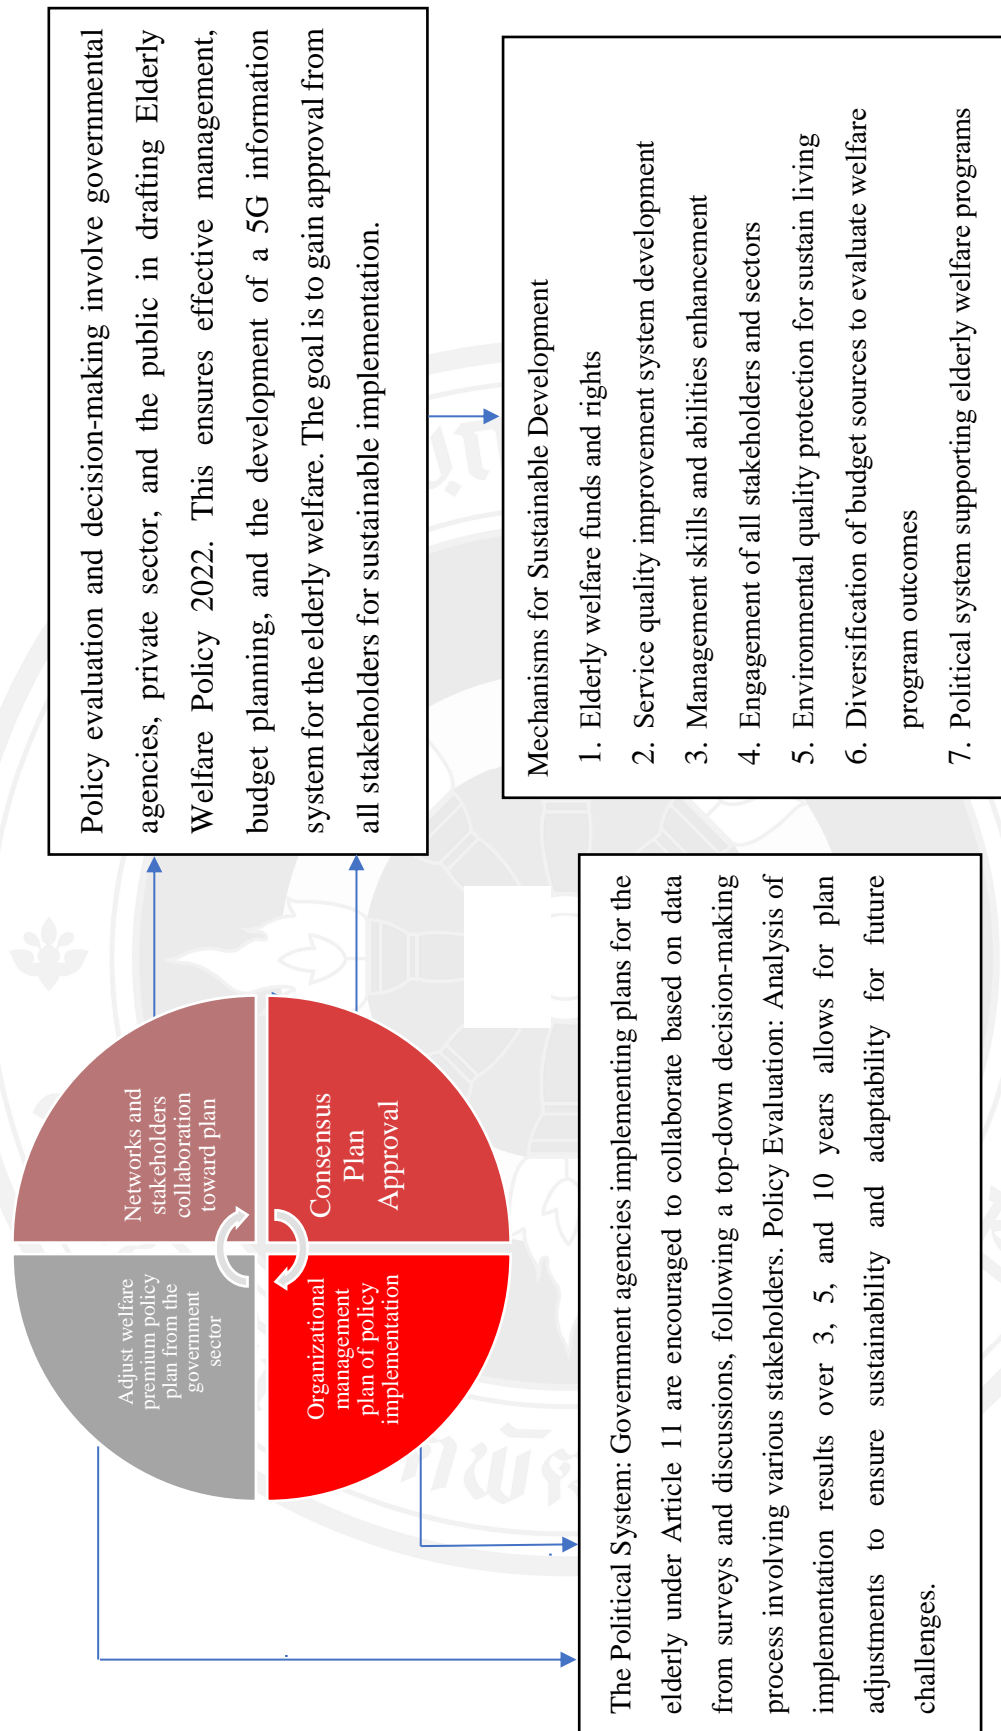 Adjust welfare
premium policy
plan from the
government
sector
Networks and
stakeholders
collaboration
toward plan
Organizational
management
plan of policy
implementation
Consensus
Plan
Approval
Policy evaluation and decision-making involve governmental
agencies, private sector, and the public in drafting Elderly
Welfare Policy 2022. This ensures effective management,
budget planning, and the development of a 5G information
system for the elderly welfare. The goal is to gain approval from
all stakeholders for sustainable implementation.
The Political System: Government agencies implementing plans for the
elderly under Article 11 are encouraged to collaborate based on data
from surveys and discussions, following a top-down decision-making
process involving various stakeholders. Policy Evaluation: Analysis of
implementation results over 3, 5, and 10 years allows for plan
adjustments to ensure sustainability and adaptability for future
challenges.
Mechanisms for Sustainable Development
1. Elderly welfare funds and rights
2. Service quality improvement system development
3. Management skills and abilities enhancement
4. Engagement of all stakeholders and sectors
5. Environmental quality protection for sustain living
6. Diversification of budget sources to evaluate welfare
program outcomes
7. Political system supporting elderly welfare programs